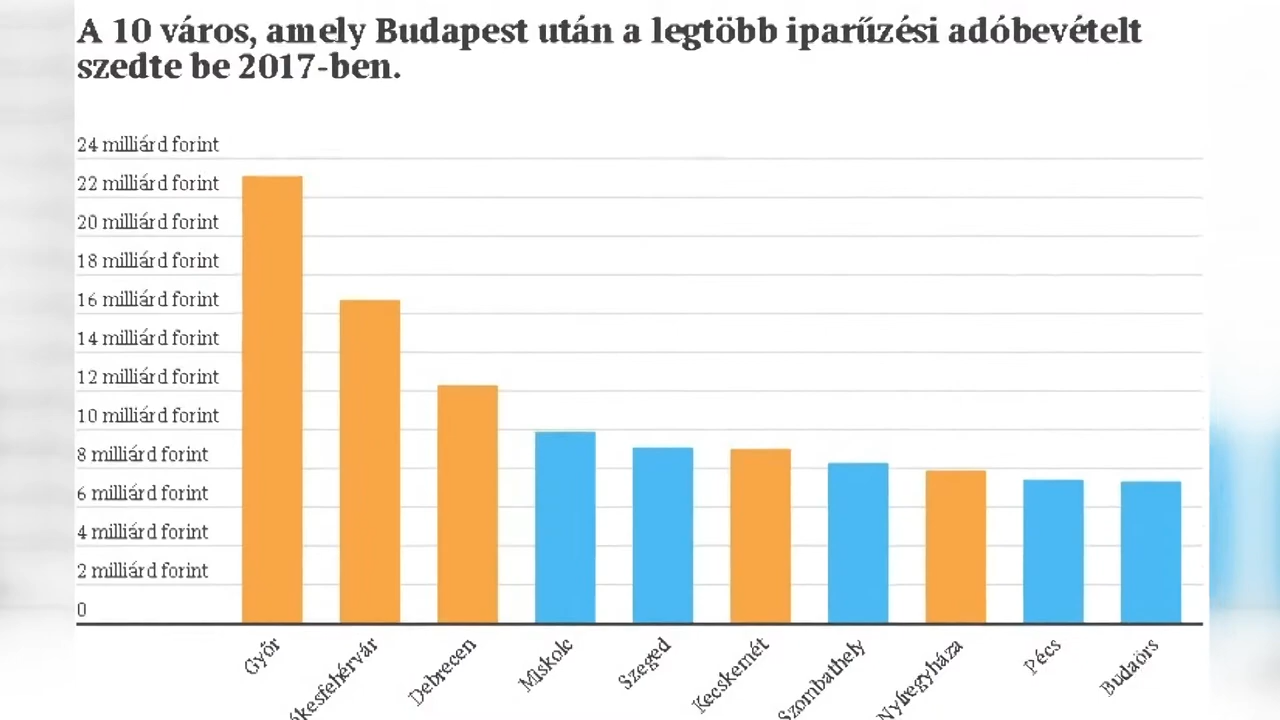 A 10 város, amely Budapest után a legtöbb iparűzési adóbevételt
szedte be 2017-ben.
24 milliárd forint
22 milliárd forint
20 milliárd forint
18 milliárd forint
16 milliárd forint
14 milliárd forint
12 milliárd forint
10 milliárd forint
8 milliárd forint
6 milliárd forint
4 milliárd forint
2 milliárd forint
0
Győr
ékesfehérvár
Debrecen
Miskolc
Szeged
Kecskemét
Szombathely
Nyíregyháza
Pécs
Budaörs